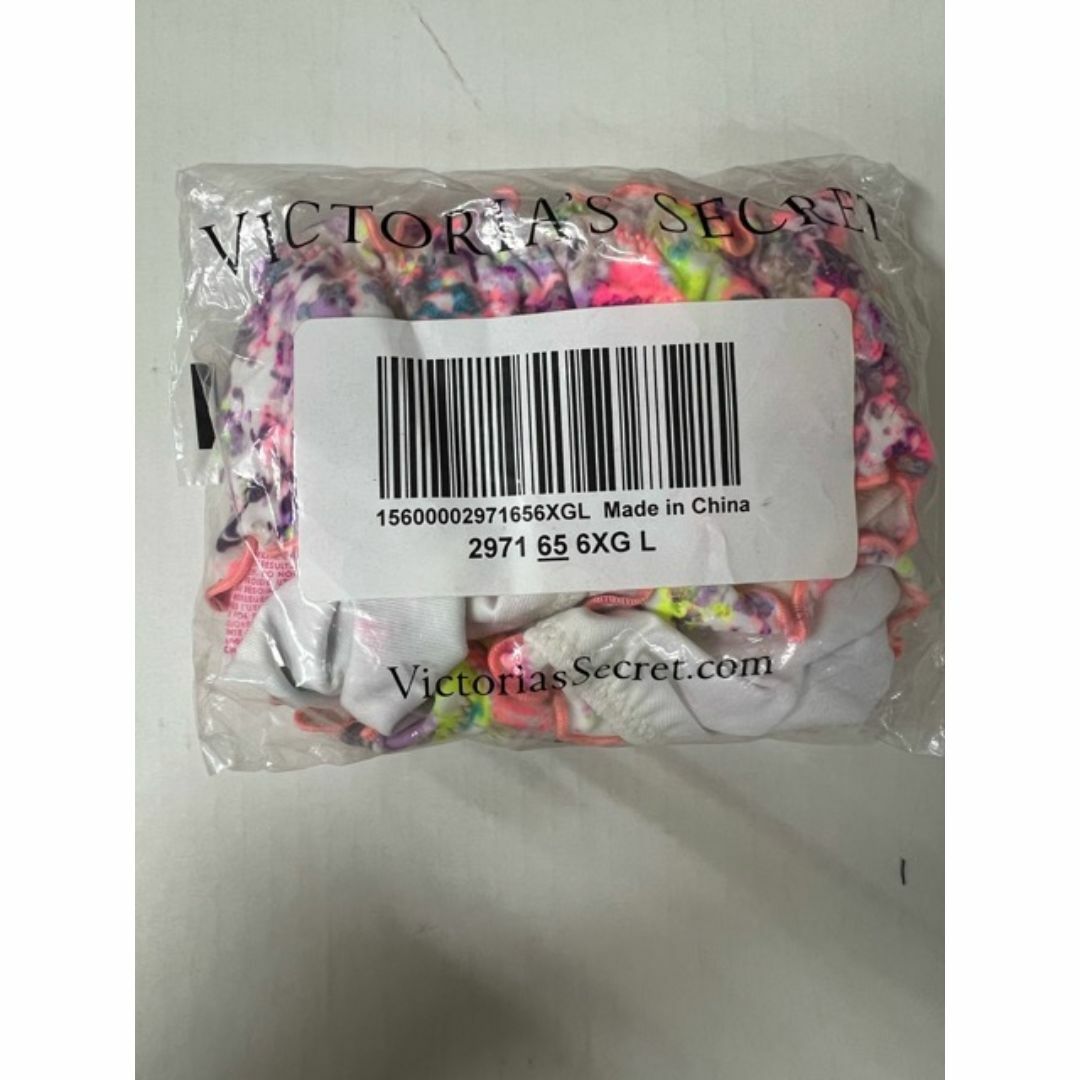 VICTORIA'S SECRET
15600002971656XGL Made in China
2971 65 6XG L
VictoriasSecret.com